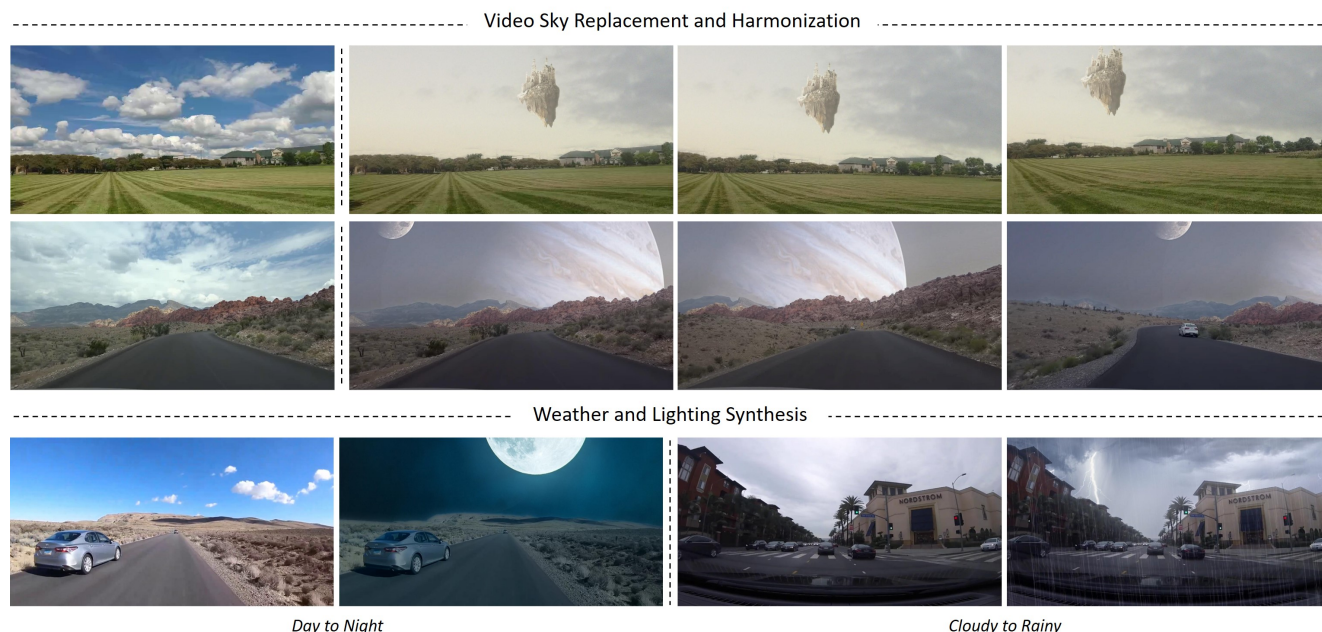 Video Sky Replacement and Harmonization
Weather and Lighting Synthesis
NORDSTROM
NORDSTROM
Day to Night
Cloudy to Rainy